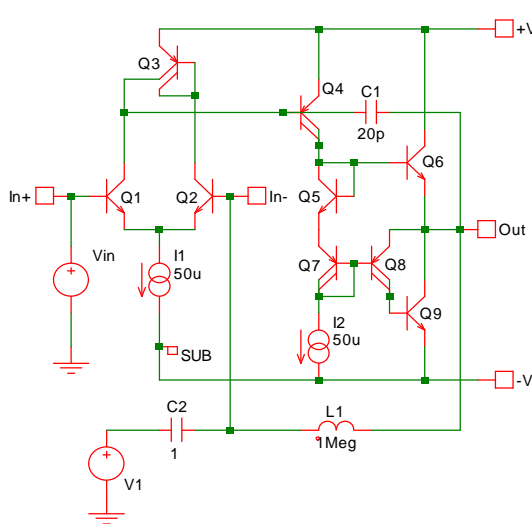 +V
Q3
Q4
C1
20p
Q6
In+
Q1
Q2
In-
Q5
Out
Vin
I1
50u
Q7
Q8
Q9
I2
50u
SUB
-V
C2
1
L1
1Meg
V1